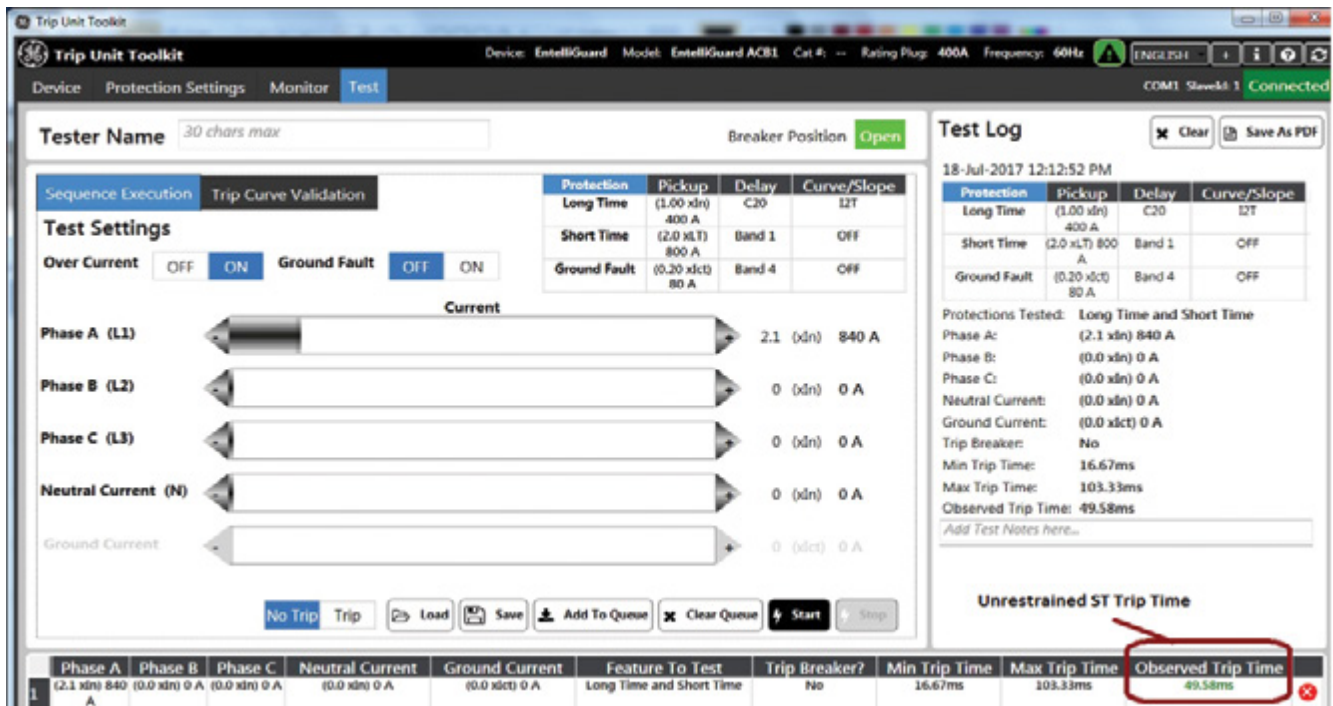 Trip Unit Toolkit
Trip Unit Toolkit Device: EntelliGuard Model: EntelliGuard ACB1 Cat #: -- Rating Plug: 400A Frequency: 60Hz ENGLISH + i ?
Device Protection Settings Monitor Test COM1 SlaveId: 1 Connected
Tester Name 30 chars max Breaker Position Open
Sequence Execution Trip Curve Validation
Protection Pickup Delay Curve/Slope
Long Time (1.00 xIn) C20 I2T
400 A
Short Time (2.0 xLT) Band 1 OFF
800 A
Ground Fault (0.20 xIct) Band 4 OFF
80 A
Test Settings
Over Current OFF ON Ground Fault OFF ON
Current
Phase A (L1) - + 2.1 (xIn) 840 A
Phase B (L2) - + 0 (xIn) 0 A
Phase C (L3) - + 0 (xIn) 0 A
Neutral Current (N) - + 0 (xIn) 0 A
Ground Current - + 0 (xIct) 0 A
No Trip Trip Load Save Add To Queue Clear Queue Start Stop
Test Log Clear Save As PDF
18-Jul-2017 12:12:52 PM
Protection Pickup Delay Curve/Slope
Long Time (1.00 xIn) C20 I2T
400 A
Short Time (2.0 xLT) 800 Band 1 OFF
A
Ground Fault (0.20 xIct) Band 4 OFF
80 A
Protections Tested: Long Time and Short Time
Phase A: (2.1 xIn) 840 A
Phase B: (0.0 xIn) 0 A
Phase C: (0.0 xIn) 0 A
Neutral Current: (0.0 xIn) 0 A
Ground Current: (0.0 xIct) 0 A
Trip Breaker: No
Min Trip Time: 16.67ms
Max Trip Time: 103.33ms
Observed Trip Time: 49.58ms
Add Test Notes here...
Unrestrained ST Trip Time
Phase A Phase B Phase C Neutral Current Ground Current Feature To Test Trip Breaker? Min Trip Time Max Trip Time Observed Trip Time
1 (2.1 xIn) 840 (0.0 xIn) 0 A (0.0 xIn) 0 A (0.0 xIn) 0 A (0.0 xIct) 0 A Long Time and Short Time No 16.67ms 103.33ms 49.58ms
A